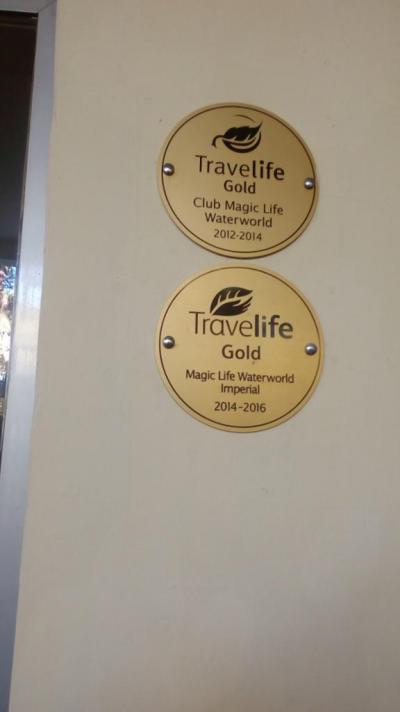 Travelife
Gold
Club Magic Life
Waterworld
2012-2014
Travelife
Gold
Magic Life Waterworld
Imperial
2014-2016